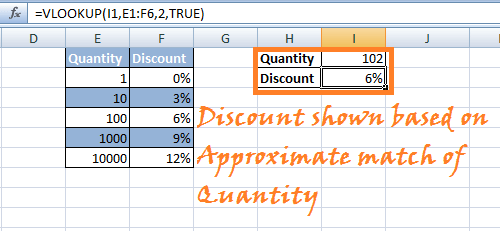 fx =VLOOKUP(I1,E1:F6,2,TRUE)
D E F G H I J
Quantity Discount Quantity 102
1 0% Discount 6%
10 3%
100 6%
1000 9%
10000 12%
Discount shown based on
Approximate match of
Quantity